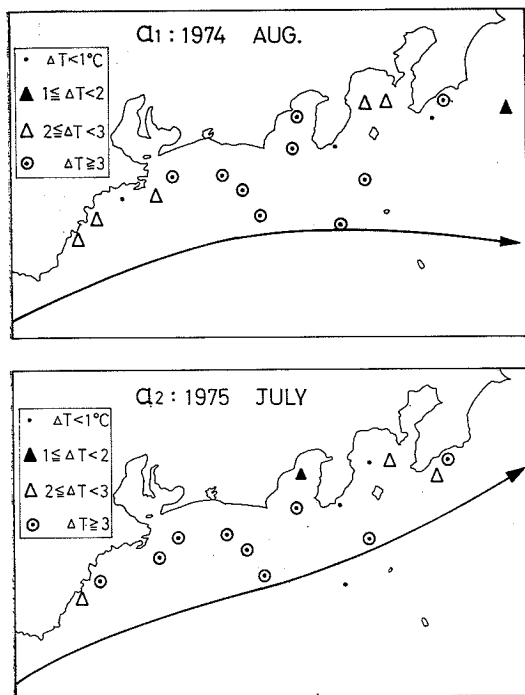 a1 : 1974 AUG.
• ΔT<1°C
▲ 1≦ΔT<2
△ 2≦ΔT<3
⊙ ΔT≧3
a2 : 1975 JULY
• ΔT<1°C
▲ 1≦ΔT<2
△ 2≦ΔT<3
⊙ ΔT≧3